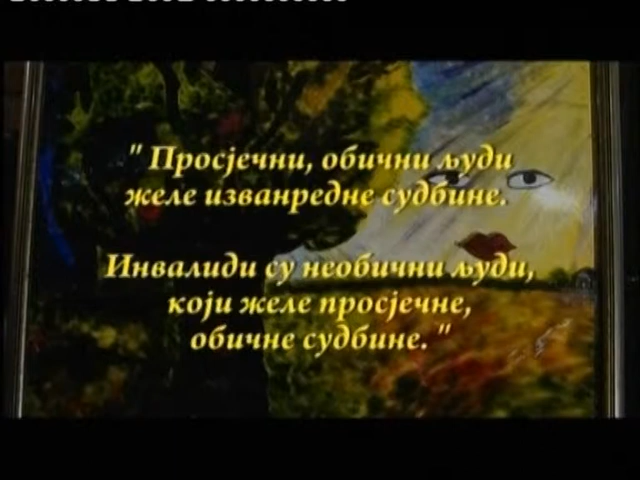 " Просјечни, обични људи
желе изванредне судбине.
Инвалиди су необични људи,
који желе просјечне,
обичне судбине. "